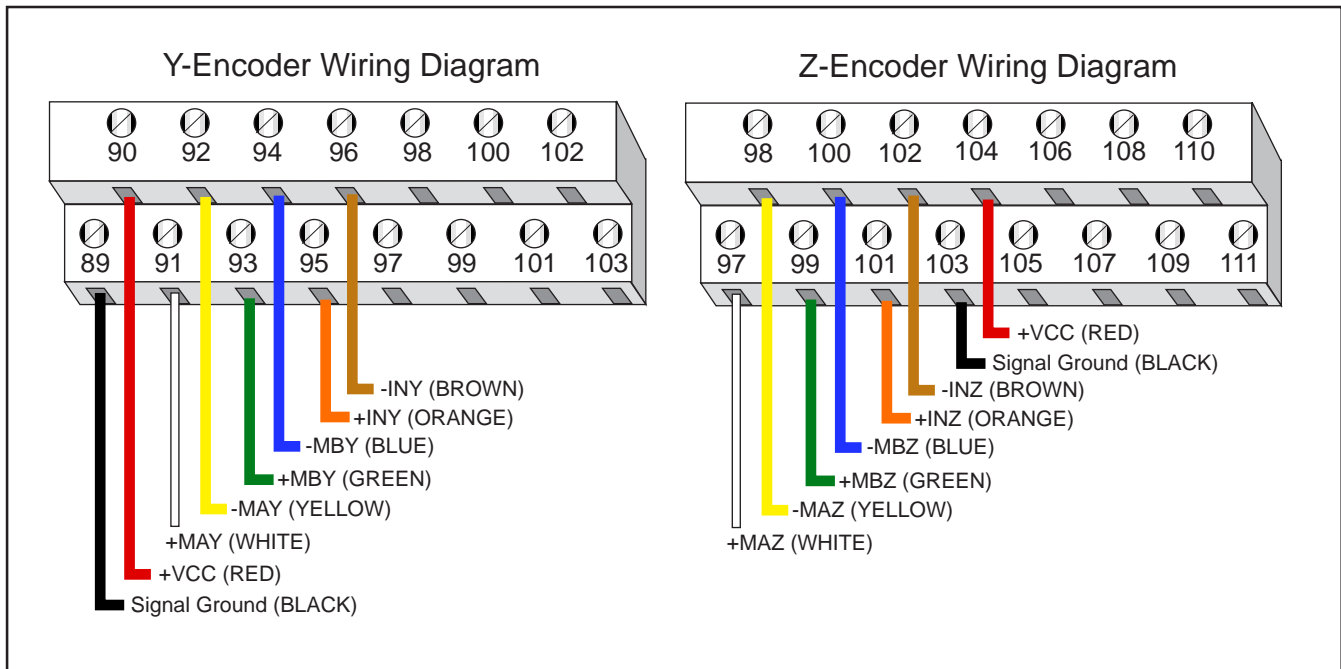 Y-Encoder Wiring Diagram
90 92 94 96 98 100 102
89 91 93 95 97 99 101 103
-INY (BROWN)
+INY (ORANGE)
-MBY (BLUE)
+MBY (GREEN)
-MAY (YELLOW)
+MAY (WHITE)
+VCC (RED)
Signal Ground (BLACK)
Z-Encoder Wiring Diagram
98 100 102 104 106 108 110
97 99 101 103 105 107 109 111
+VCC (RED)
Signal Ground (BLACK)
-INZ (BROWN)
+INZ (ORANGE)
-MBZ (BLUE)
+MBZ (GREEN)
-MAZ (YELLOW)
+MAZ (WHITE)